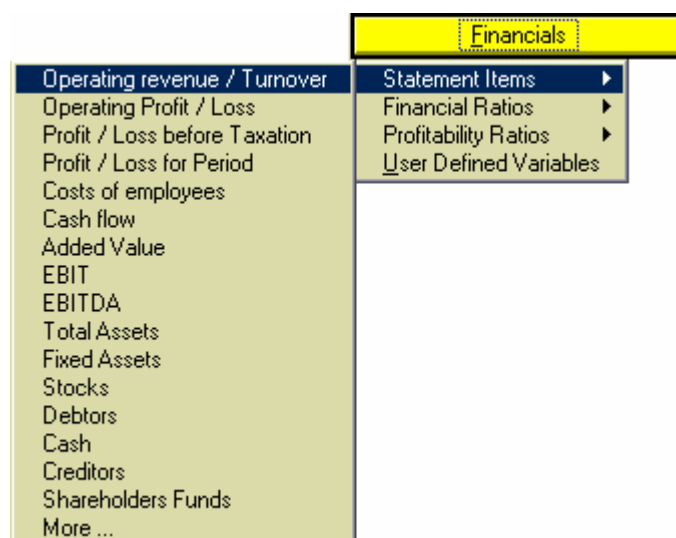 Financials
Statement Items
Financial Ratios
Profitability Ratios
User Defined Variables
Operating revenue / Turnover
Operating Profit / Loss
Profit / Loss before Taxation
Profit / Loss for Period
Costs of employees
Cash flow
Added Value
EBIT
EBITDA
Total Assets
Fixed Assets
Stocks
Debtors
Cash
Creditors
Shareholders Funds
More ...